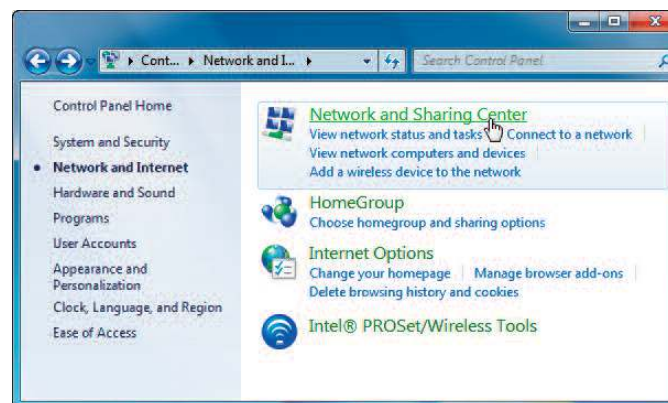 Cont... Network and I...
Search Control Panel
Control Panel Home
System and Security
Network and Internet
Hardware and Sound
Programs
User Accounts
Appearance and
Personalization
Clock, Language, and Region
Ease of Access
Network and Sharing Center
View network status and tasks Connect to a network
View network computers and devices
Add a wireless device to the network
HomeGroup
Choose homegroup and sharing options
Internet Options
Change your homepage Manage browser add-ons
Delete browsing history and cookies
Intel® PROSet/Wireless Tools